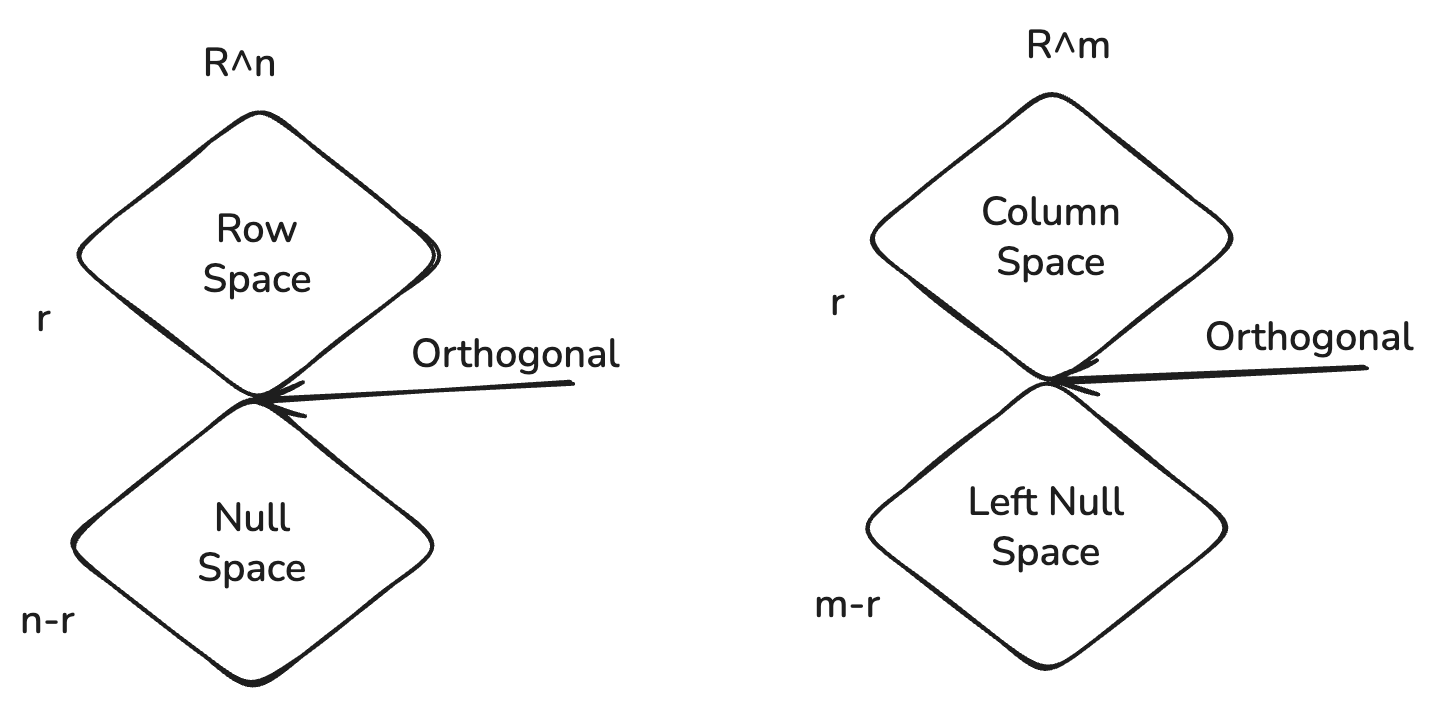 R^n
Row
Space
r
Orthogonal
Null
Space
n-r
R^m
Column
Space
r
Orthogonal
Left Null
Space
m-r